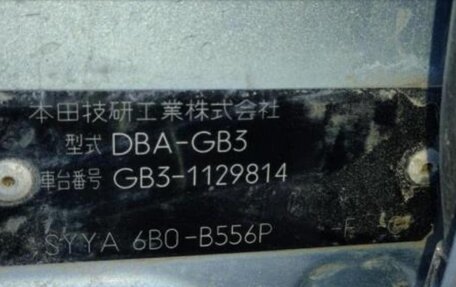 本田技研工業株式会社
型式 DBA-GB3
車台番号 GB3-1129814
SYYA 6B0-B556P -F